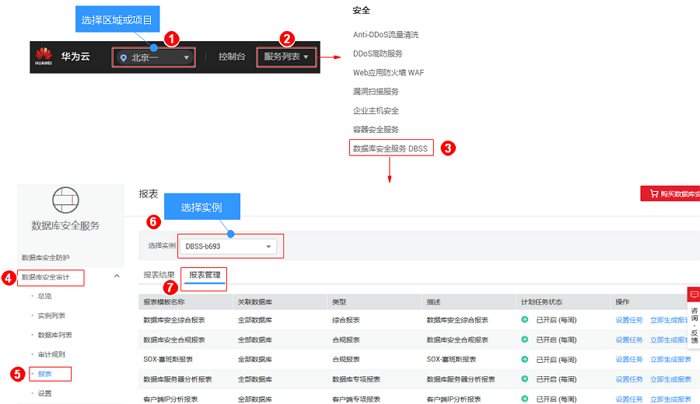 选择区域或项目
安全
1
2
HUAWEI
华为云
北京一
控制台
服务列表
Anti-DDoS流量清洗
DDoS高防服务
Web应用防火墙 WAF
漏洞扫描服务
企业主机安全
容器安全服务
数据库安全服务 DBSS
3
报表
购买数据库安
选择实例
6
数据库安全服务
选择实例
DBSS-b693
数据库安全防护
4
数据库安全审计
报表结果
报表管理
7
总览
实例列表
数据库列表
审计规则
5
报表
设置
报表模板名称 关联数据库 类型 描述 计划任务状态 操作
数据库安全综合报表 全部数据库 综合报表 数据库安全综合报表 已开启 (每周) 设置任务 立即生成报
数据库安全合规报表 全部数据库 合规报表 数据库安全合规报表 已开启 (每周) 设置任务 立即生成报表
SOX-塞班斯报表 全部数据库 合规报表 SOX-塞班斯报表 已开启 (每周) 设置任务 立即生成报表
数据库服务器分析报表 全部数据库 数据库专项报表 数据库服务器分析报表 已开启 (每周) 设置任务 立即生成报表
客户端IP分析报表 全部数据库 客户端专项报表 客户端IP分析报表 已开启 (每周) 设置任务 立即生成报表
咨询·反馈